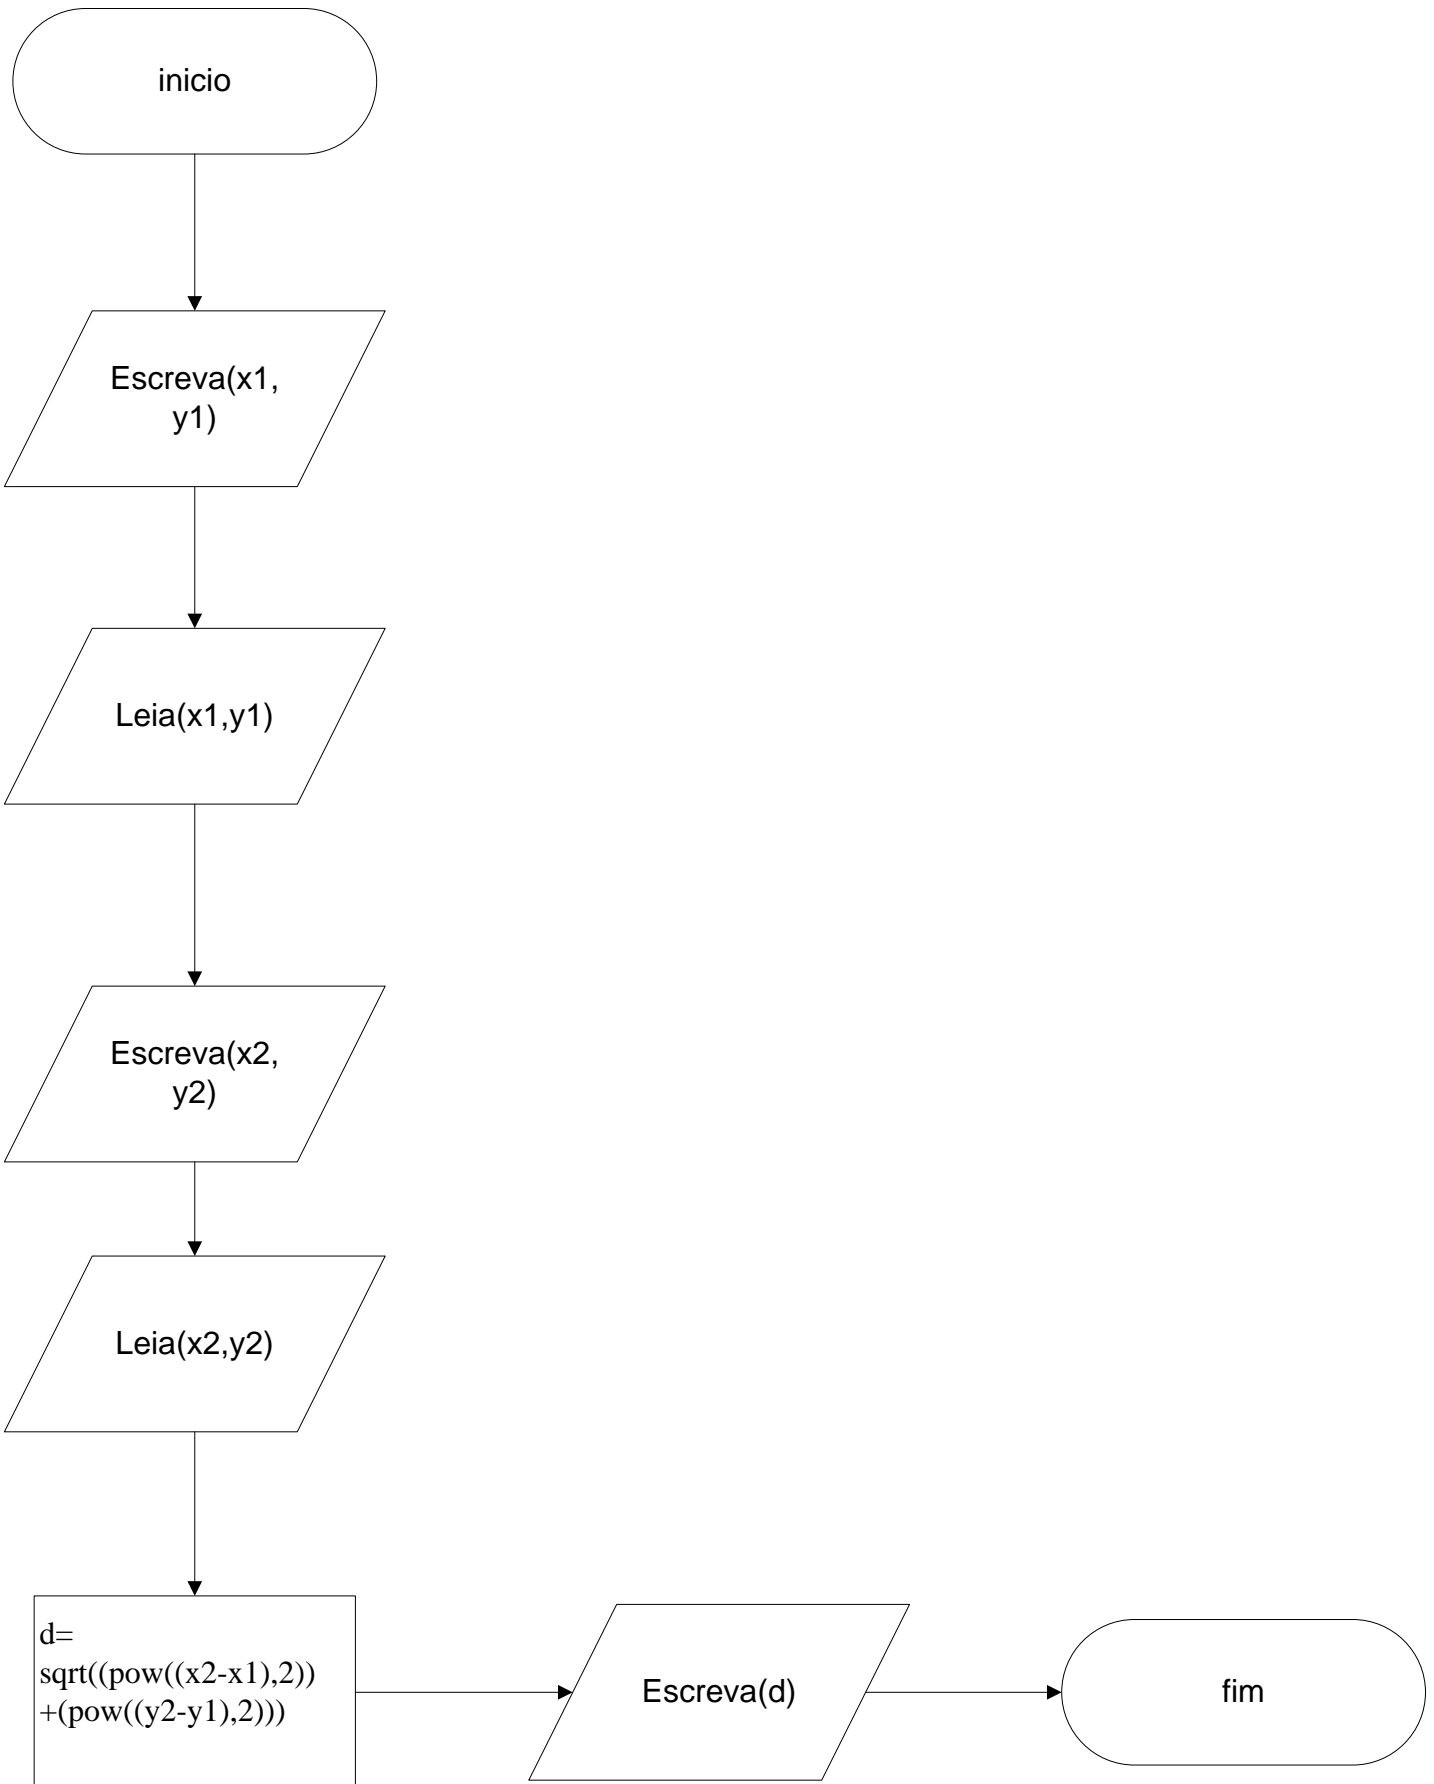 inicio
Escreva(x1,
y1)
Leia(x1,y1)
Escreva(x2,
y2)
Leia(x2,y2)
d=
sqrt((pow((x2-x1),2))
+(pow((y2-y1),2)))
Escreva(d)
fim